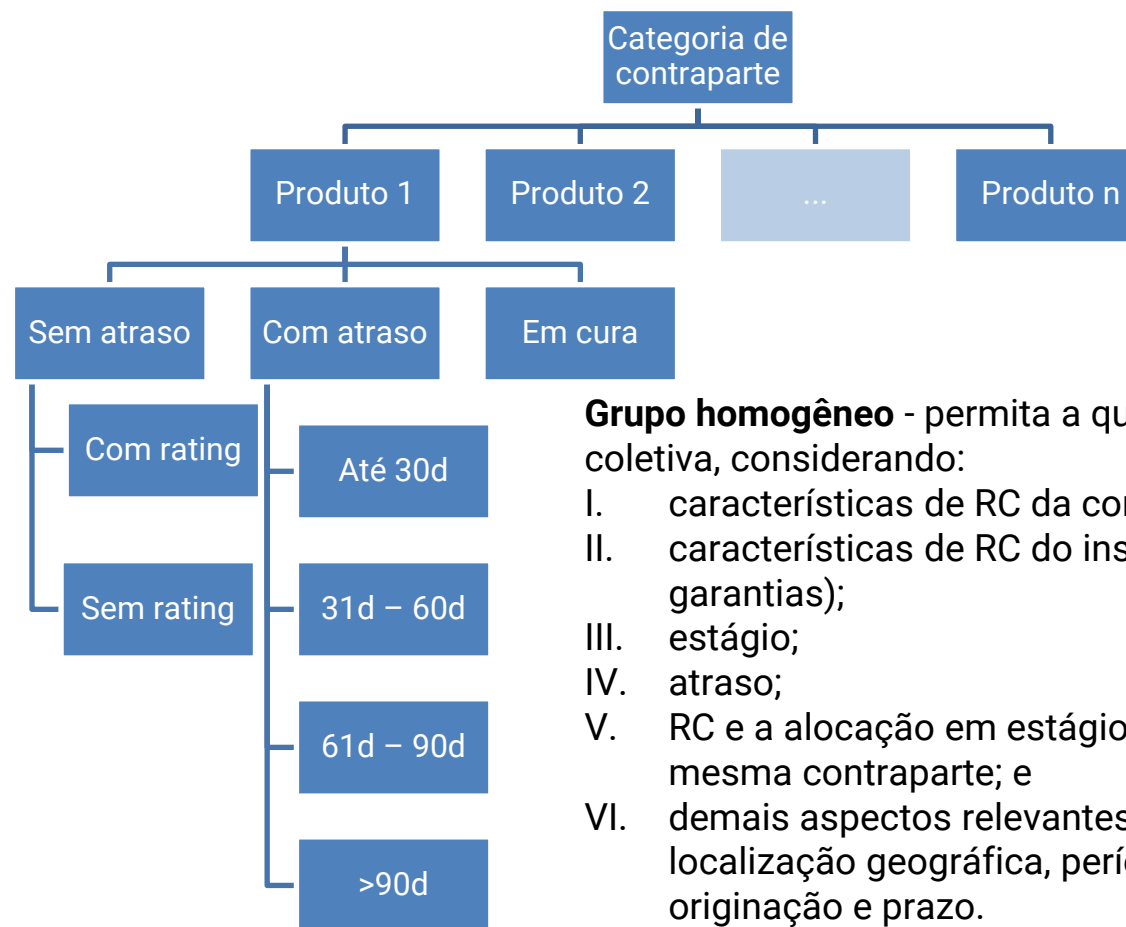 Categoria de
contraparte
Produto 1
Produto 2
...
Produto n
Sem atraso
Com atraso
Em cura
Com rating
Sem rating
Até 30d
31d – 60d
61d – 90d
>90d
Grupo homogêneo - permita a
coletiva, considerando:
I. características de RC da
II. características de RC do
garantias);
III. estágio;
IV. atraso;
V. RC e a alocação em estágio
mesma contraparte; e
VI. demais aspectos relevantes
localização geográfica,
originação e prazo.